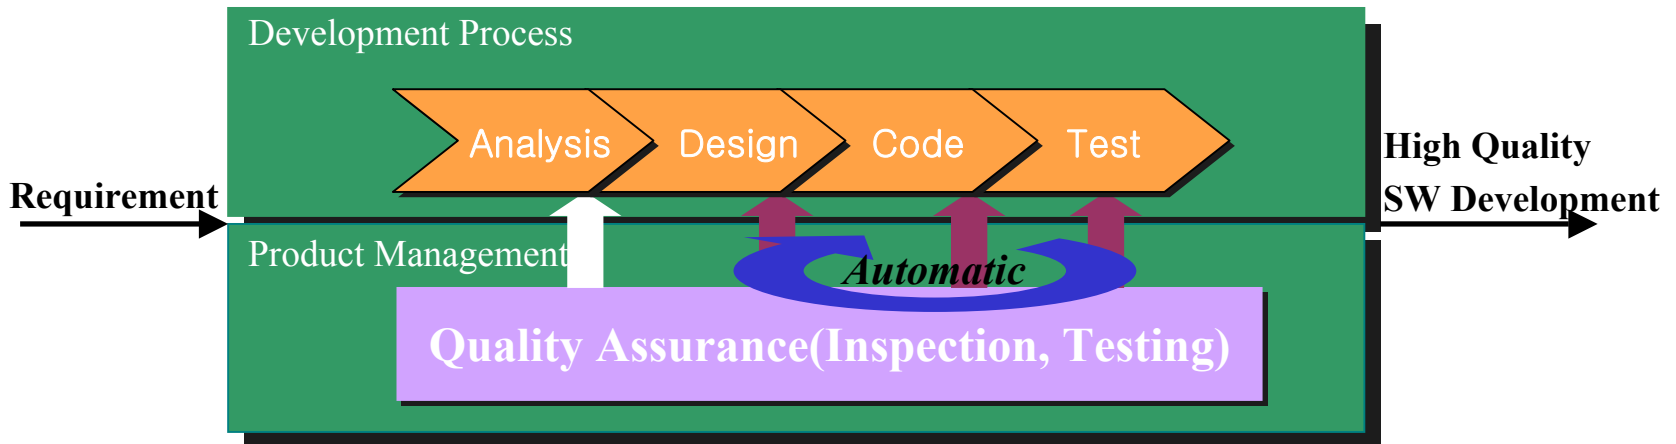 Development Process
Analysis
Design
Code
Test
Requirement
High Quality
SW Development
Product Management
Automatic
Quality Assurance(Inspection, Testing)